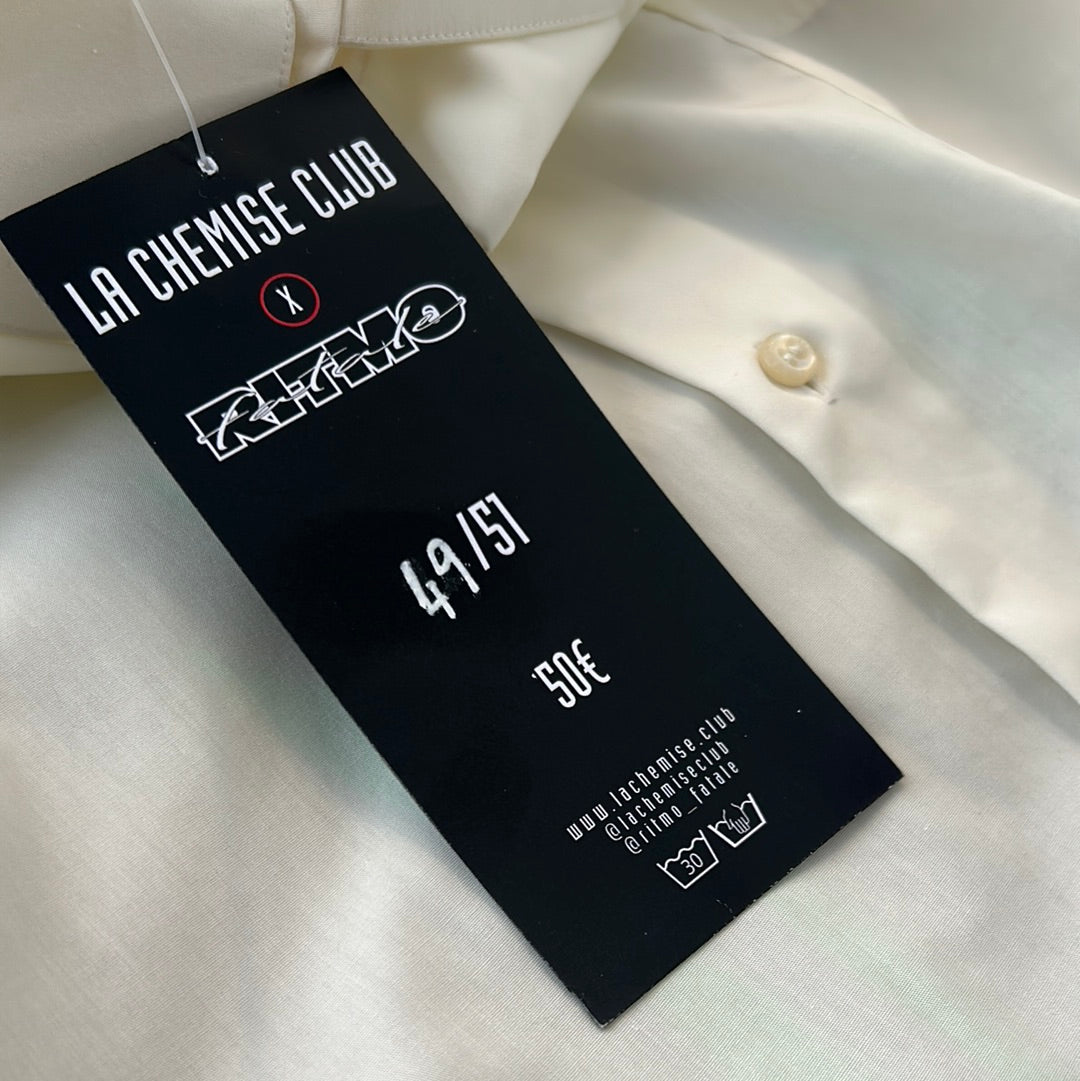 LA CHEMISE CLUB
X
RITMO
Fatale
49/51
50€
www.lachemise.club
@lachemiseclub
@ritmo_fatale
30